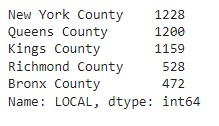 New York County 1228
Queens County 1200
Kings County 1159
Richmond County 528
Bronx County 472
Name: LOCAL, dtype: int64